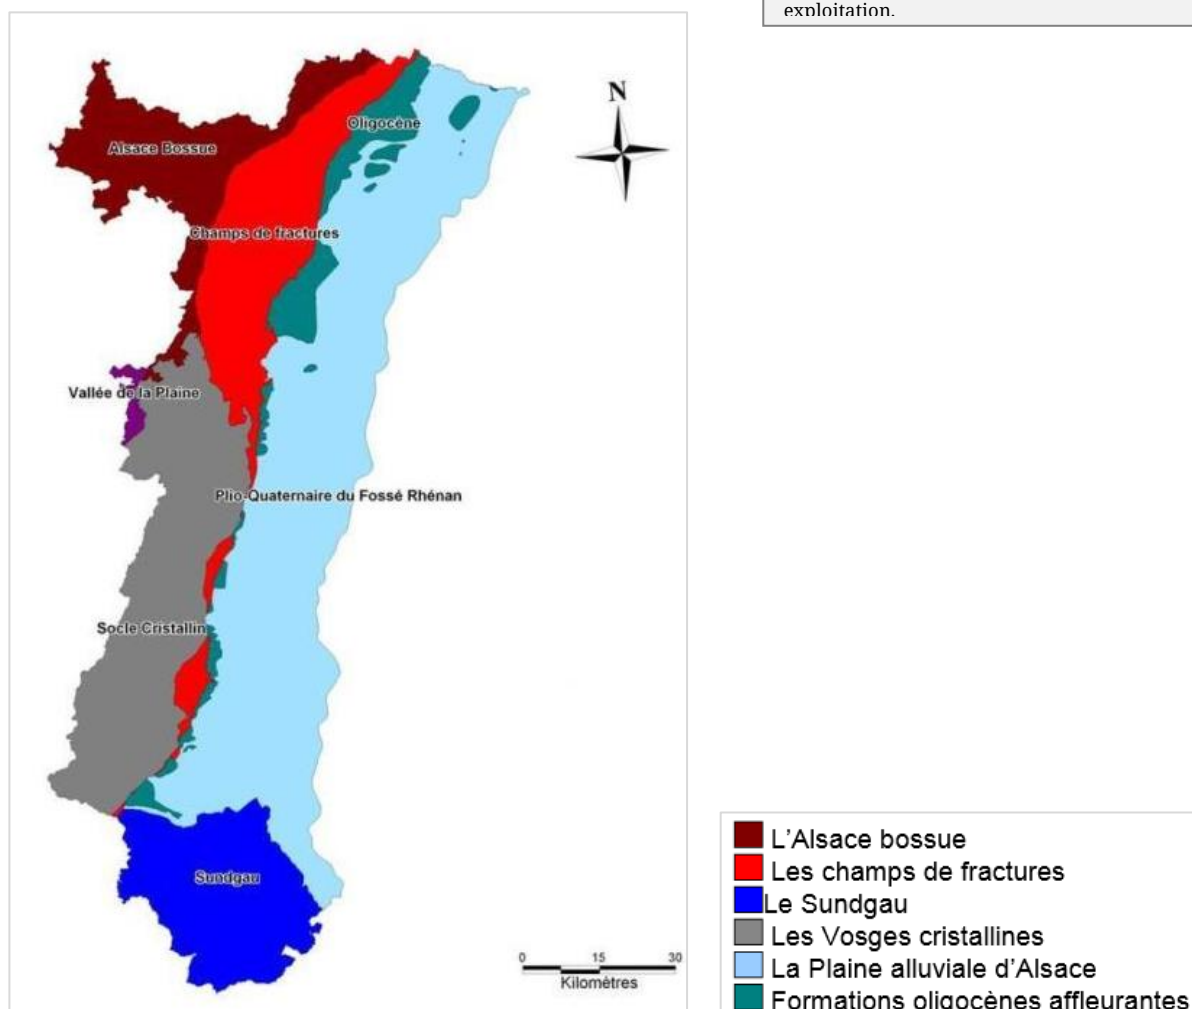 exploitation.
N
Oligocène
Alsace Bossue
Champs de fractures
Vallée de la Plaine
Plio-Quaternaire du Fossé Rhénan
Socle Cristallin
Sundgau
0 15 30
Kilomètres
L'Alsace bossue
Les champs de fractures
Le Sundgau
Les Vosges cristallines
La Plaine alluviale d'Alsace
Formations oligocènes affleurantes